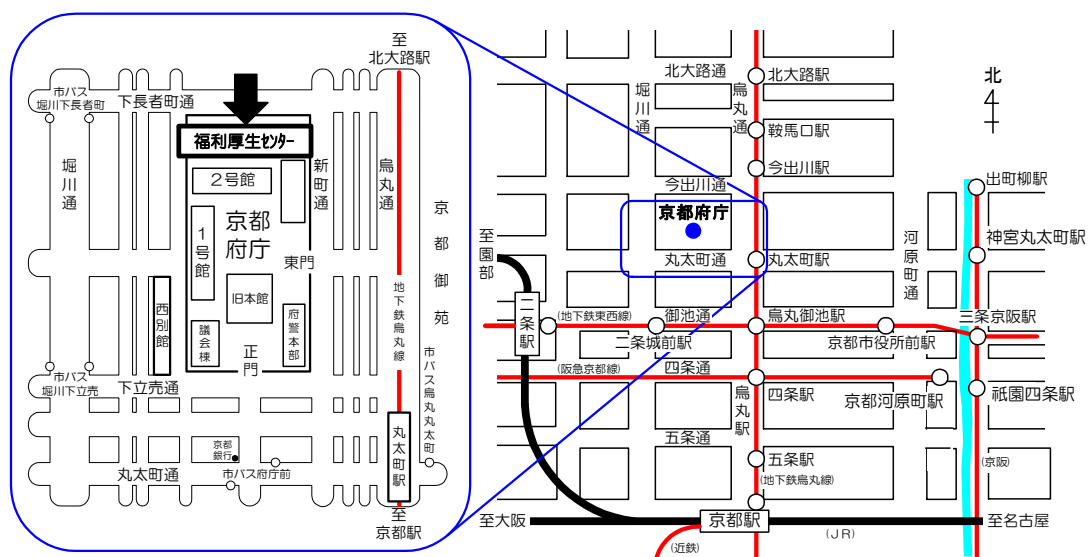 至
北大路駅
市バス
堀川下長者町
下長者町通
福利厚生センター
2号館
京都
府庁
1号館
旧本館
東門
西別館
議会棟
正門
府警本部
堀川通
新町通
烏丸通
京都御苑
地下鉄烏丸線
市バス烏丸丸太町
市バス
堀川下立売
下立売通
京都
銀行
丸太町通
市バス府庁前
丸太町駅
至
京都駅
北
北大路通
北大路駅
堀川通
烏丸通
鞍馬口駅
今出川駅
今出川通
京都府庁
丸太町通
丸太町駅
出町柳駅
神宮丸太町駅
河原町通
至園部
二条駅
(地下鉄東西線)
御池通
烏丸御池駅
三条京阪駅
二条城前駅
京都市役所前駅
(阪急京都線)
四条通
烏丸駅
四条駅
京都河原町駅
祇園四条駅
五条通
五条駅
(地下鉄烏丸線)
(京阪)
至大阪
京都駅
至名古屋
(JR)
(近鉄)